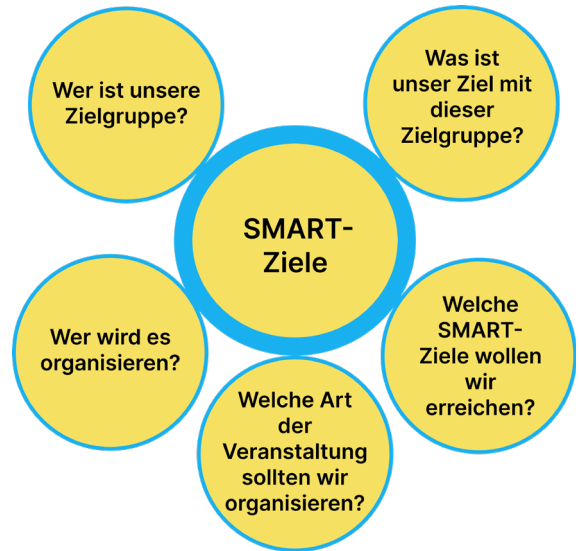 Wer ist unsere
Zielgruppe?
Was ist
unser Ziel mit
dieser
Zielgruppe?
SMART-
Ziele
Wer wird es
organisieren?
Welche
SMART-
Ziele wollen
wir
erreichen?
Welche Art
der
Veranstaltung
sollten wir
organisieren?